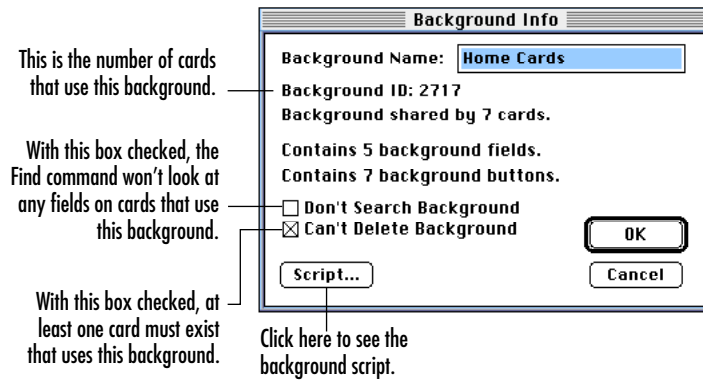 Background Info
Background Name: Home Cards
This is the number of cards
that use this background.
Background ID: 2717
Background shared by 7 cards.
Contains 5 background fields.
Contains 7 background buttons.
With this box checked, the
Find command won’t look at
any fields on cards that use
this background.
Don't Search Background
Can't Delete Background
OK
Script...
Cancel
With this box checked, at
least one card must exist
that uses this background.
Click here to see the
background script.